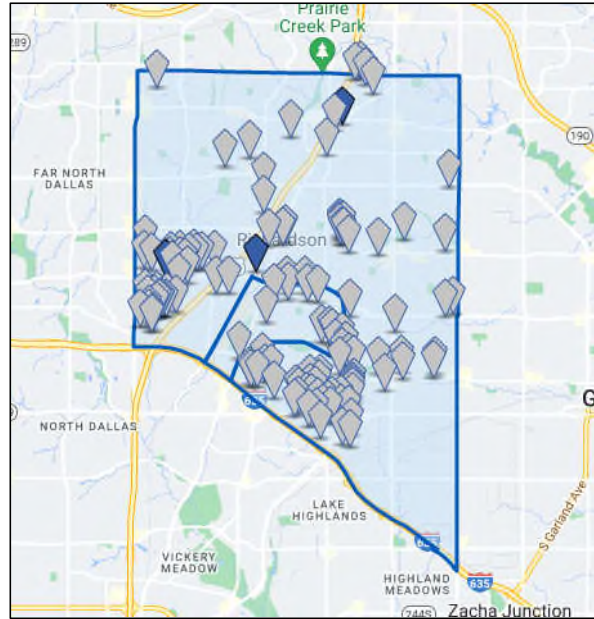 Prairie
Creek Park
289
190
FAR NORTH
DALLAS
Richardson
635
G
NORTH DALLAS
LAKE
HIGHLANDS
VICKERY
MEADOW
S Garland Ave
HIGHLAND
MEADOWS
635
244S
Zacha Junction